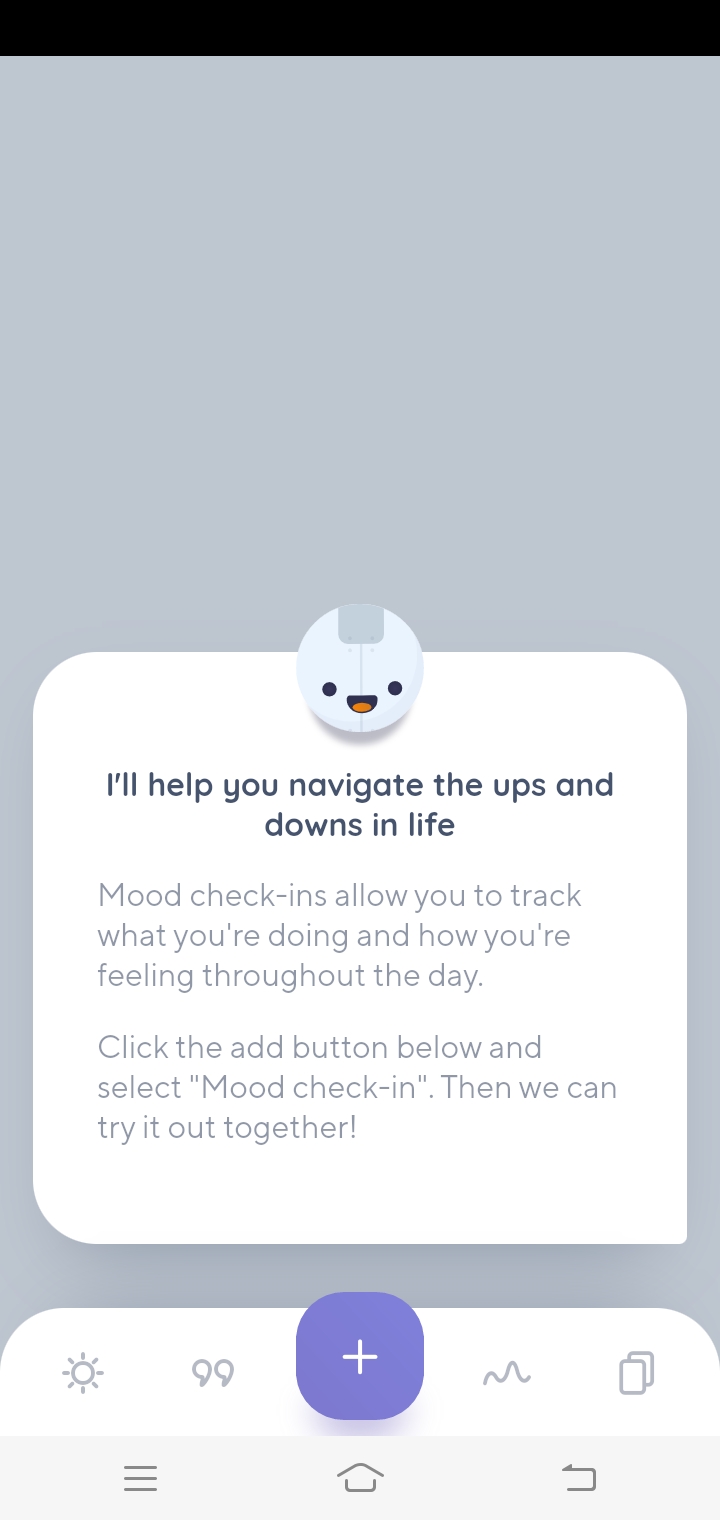 I'll help you navigate the ups and
downs in life
Mood check-ins allow you to track
what you're doing and how you're
feeling throughout the day.
Click the add button below and
select "Mood check-in". Then we can
try it out together!